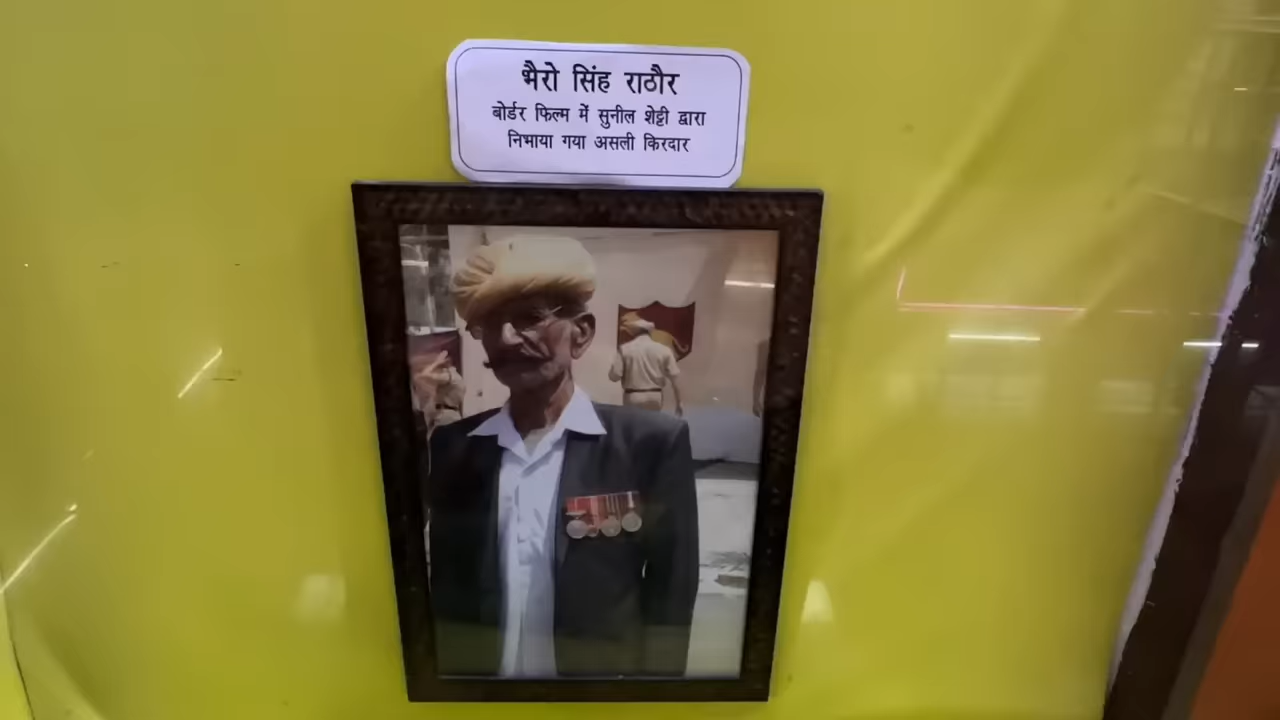 भैरो सिंह राठौर
बोर्डर फिल्म में सुनील शेट्टी द्वारा
निभाया गया असली किरदार